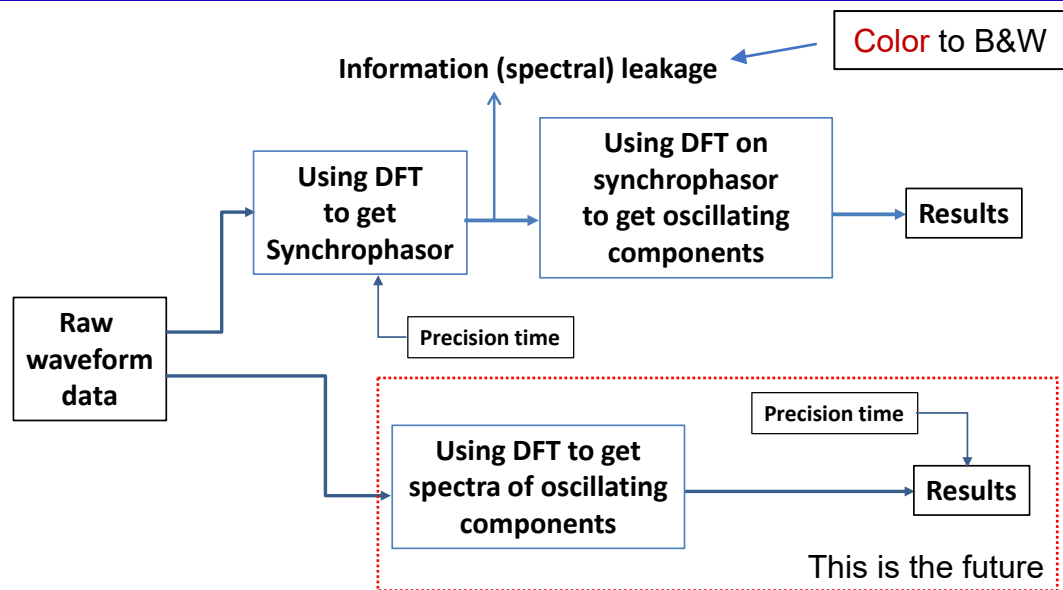 Color to B&W
Information (spectral) leakage
Using DFT
to get
Synchrophasor
Using DFT on
synchrophasor
to get oscillating
components
Results
Precision time
Raw
waveform
data
Precision time
Using DFT to get
spectra of oscillating
components
Results
This is the future